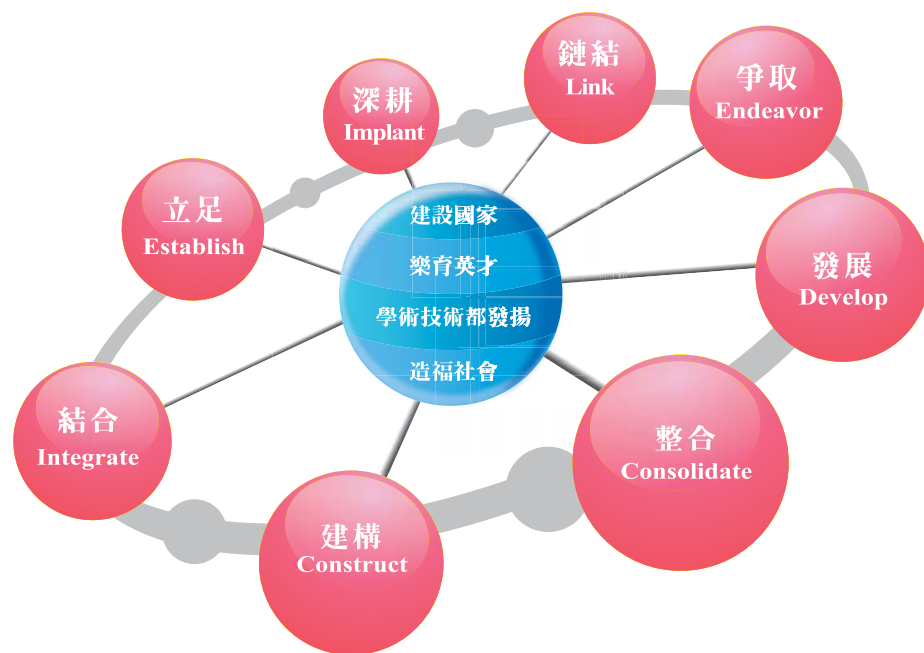 鏈結
Link
爭取
Endeavor
深耕
Implant
立足
Establish
發展
Develop
建設國家
樂育英才
學術技術都發揚
造福社會
結合
Integrate
整合
Consolidate
建構
Construct